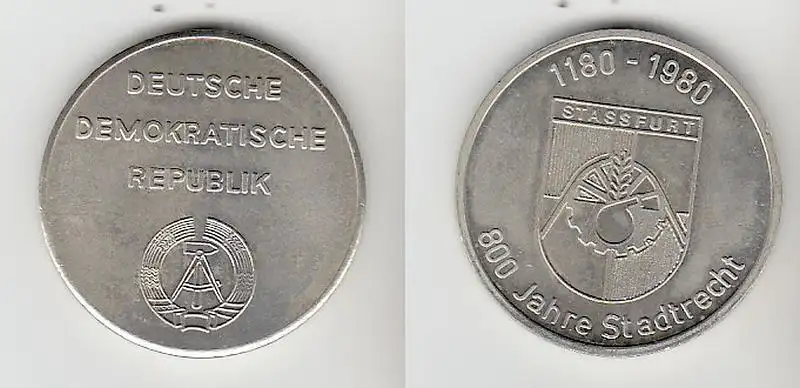 DEUTSCHE
DEMOKRATISCHE
REPUBLIK
1180 - 1980
STASSFURT
800 Jahre Stadtrecht